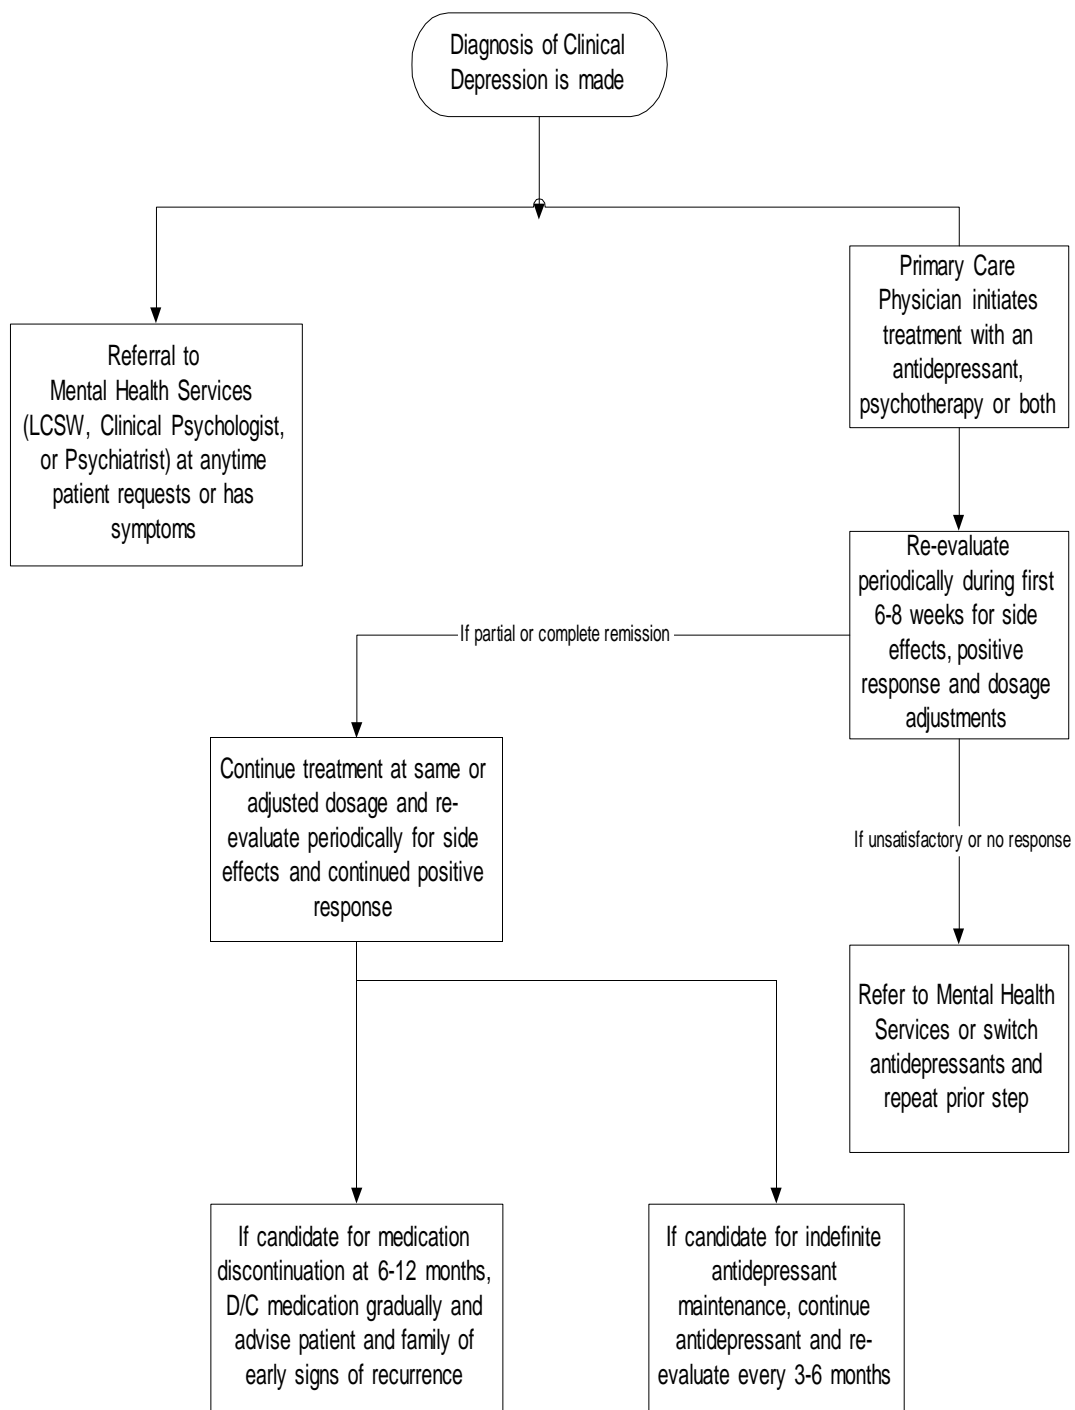 Diagnosis of Clinical
Depression is made
Primary Care
Physician initiates
treatment with an
antidepressant,
psychotherapy or both
Referral to
Mental Health Services
(LCSW, Clinical Psychologist,
or Psychiatrist) at anytime
patient requests or has
symptoms
Re-evaluate
periodically during first
6-8 weeks for side
effects, positive
response and dosage
adjustments
If partial or complete remission
Continue treatment at same or
adjusted dosage and re-
evaluate periodically for side
effects and continued positive
response
If unsatisfactory or no response
Refer to Mental Health
Services or switch
antidepressants and
repeat prior step
If candidate for medication
discontinuation at 6-12 months,
D/C medication gradually and
advise patient and family of
early signs of recurrence
If candidate for indefinite
antidepressant
maintenance, continue
antidepressant and re-
evaluate every 3-6 months